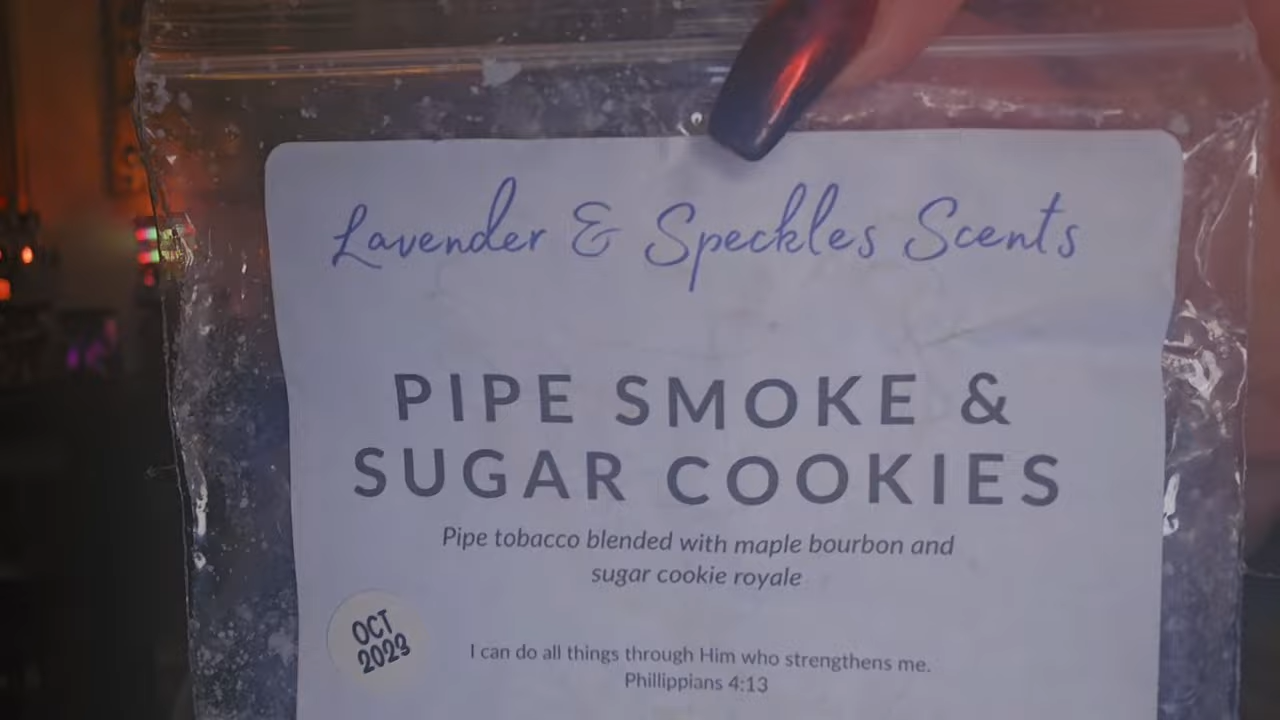 Lavender & Speckles Scents
PIPE SMOKE &
SUGAR COOKIES
Pipe tobacco blended with maple bourbon and
sugar cookie royale
OCT
2023
I can do all things through Him who strengthens me.
Phillippians 4:13